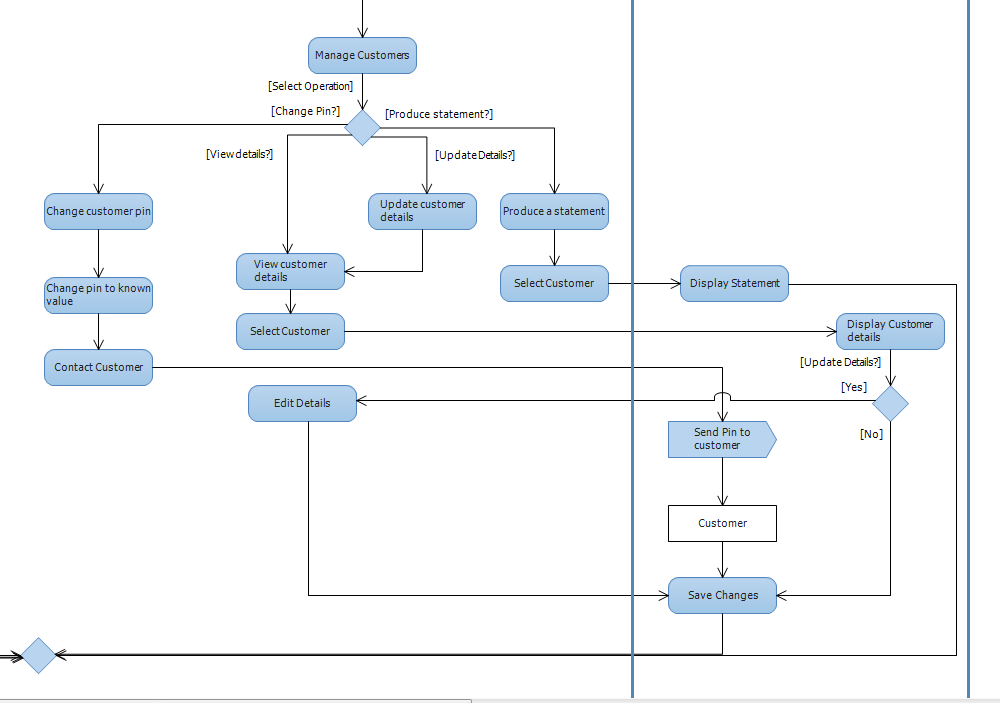 Manage Customers
[Select Operation]
[Change Pin?]
[Produce statement?]
[View details?]
[Update Details?]
Change customer pin
Update customer
details
Produce a statement
View customer
details
Select Customer
Display Statement
Change pin to known
value
Select Customer
Display Customer
details
Contact Customer
[Update Details?]
[Yes]
Edit Details
[No]
Send Pin to
customer
Customer
Save Changes